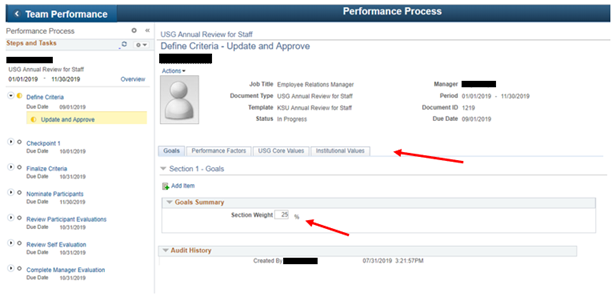 Team Performance
Performance Process
Performance Process
Steps and Tasks
USG Annual Review for Staff
01/01/2019 - 11/30/2019
Overview
Define Criteria
Due Date 09/01/2019
Update and Approve
Checkpoint 1
Due Date 10/01/2019
Finalize Criteria
Due Date 10/31/2019
Nominate Participants
Due Date 11/30/2019
Review Participant Evaluations
Due Date 10/31/2019
Review Self Evaluation
Due Date 10/31/2019
Complete Manager Evaluation
Due Date 10/31/2019
USG Annual Review for Staff
Define Criteria - Update and Approve
Actions
Job Title Employee Relations Manager
Manager
Document Type USG Annual Review for Staff
Period 01/01/2019 - 11/30/2019
Template KSU Annual Review for Staff
Document ID 1219
Status In Progress
Due Date 09/01/2019
Goals
Performance Factors
USG Core Values
Institutional Values
Section 1 - Goals
Add Item
Goals Summary
Section Weight 25 %
Audit History
Created By 07/31/2019 3:21:57PM